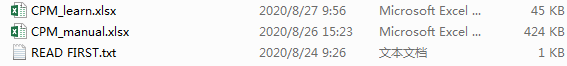 CPM_learn.xlsx 2020/8/27 9:56 Microsoft Excel ... 45 KB
CPM_manual.xlsx 2020/8/26 15:23 Microsoft Excel ... 424 KB
READ FIRST.txt 2020/8/24 9:26 文本文档 1 KB